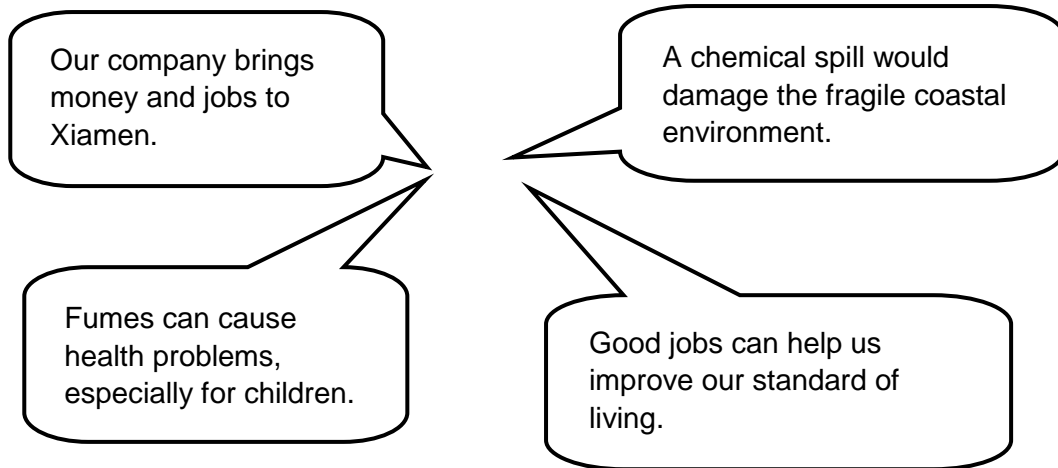 Our company brings
money and jobs to
Xiamen.
A chemical spill would
damage the fragile coastal
environment.
Fumes can cause
health problems,
especially for children.
Good jobs can help us
improve our standard of
living.